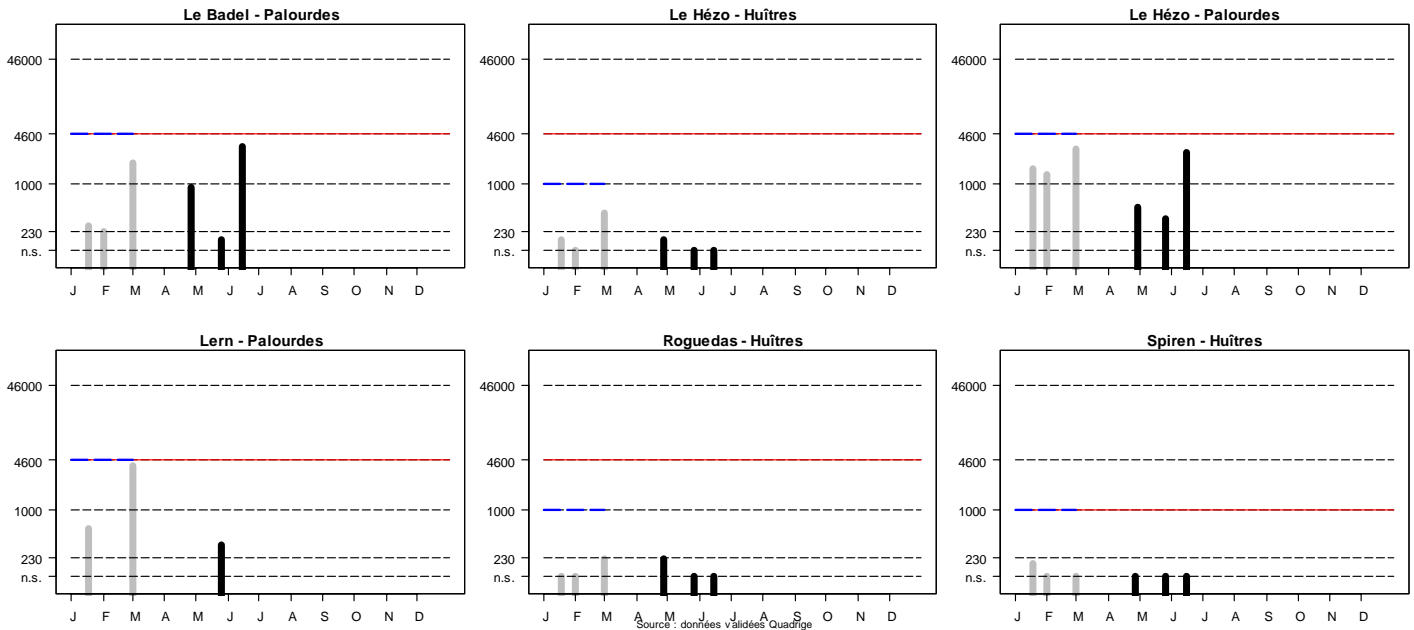 Le Badel - Palourdes
46000
4600
1000
230
n.s.
J F M A M J J A S O N D
Le Hézo - Huîtres
46000
4600
1000
230
n.s.
J F M A M J J A S O N D
Le Hézo - Palourdes
46000
4600
1000
230
n.s.
J F M A M J J A S O N D
Lern - Palourdes
46000
4600
1000
230
n.s.
J F M A M J J A S O N D
Roguedas - Huîtres
46000
4600
1000
230
n.s.
J F M A M J J A S O N D
Spiren - Huîtres
46000
4600
1000
230
n.s.
J F M A M J J A S O N D
Source : données validées Quadrige